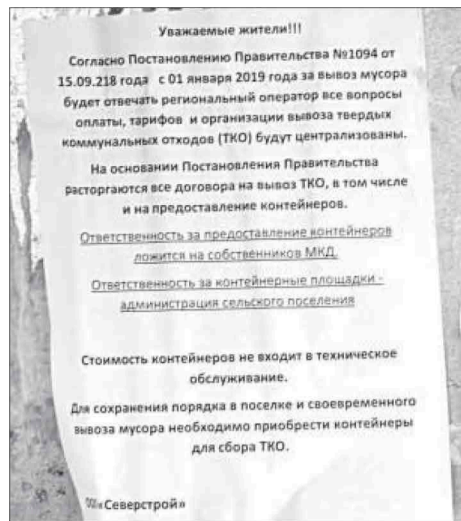 Уважаемые жители!!!
Согласно Постановлению Правительства №1094 от
15.09.218 года с 01 января 2019 года за вывоз мусора
будет отвечать региональный оператор все вопросы
оплаты, тарифов и организации вывоза твердых
коммунальных отходов (ТКО) будут централизованы.
На основании Постановления Правительства
расторгаются все договора на вывоз ТКО, в том числе
и на предоставление контейнеров.
Ответственность за предоставление контейнеров
ложится на собственников МКД.
Ответственность за контейнерные площадки -
администрация сельского поселения
Стоимость контейнеров не входит в техническое
обслуживание.
Для сохранения порядка в поселке и своевременного
вывоза мусора необходимо приобрести контейнеры
для сбора ТКО.
«Северстрой»